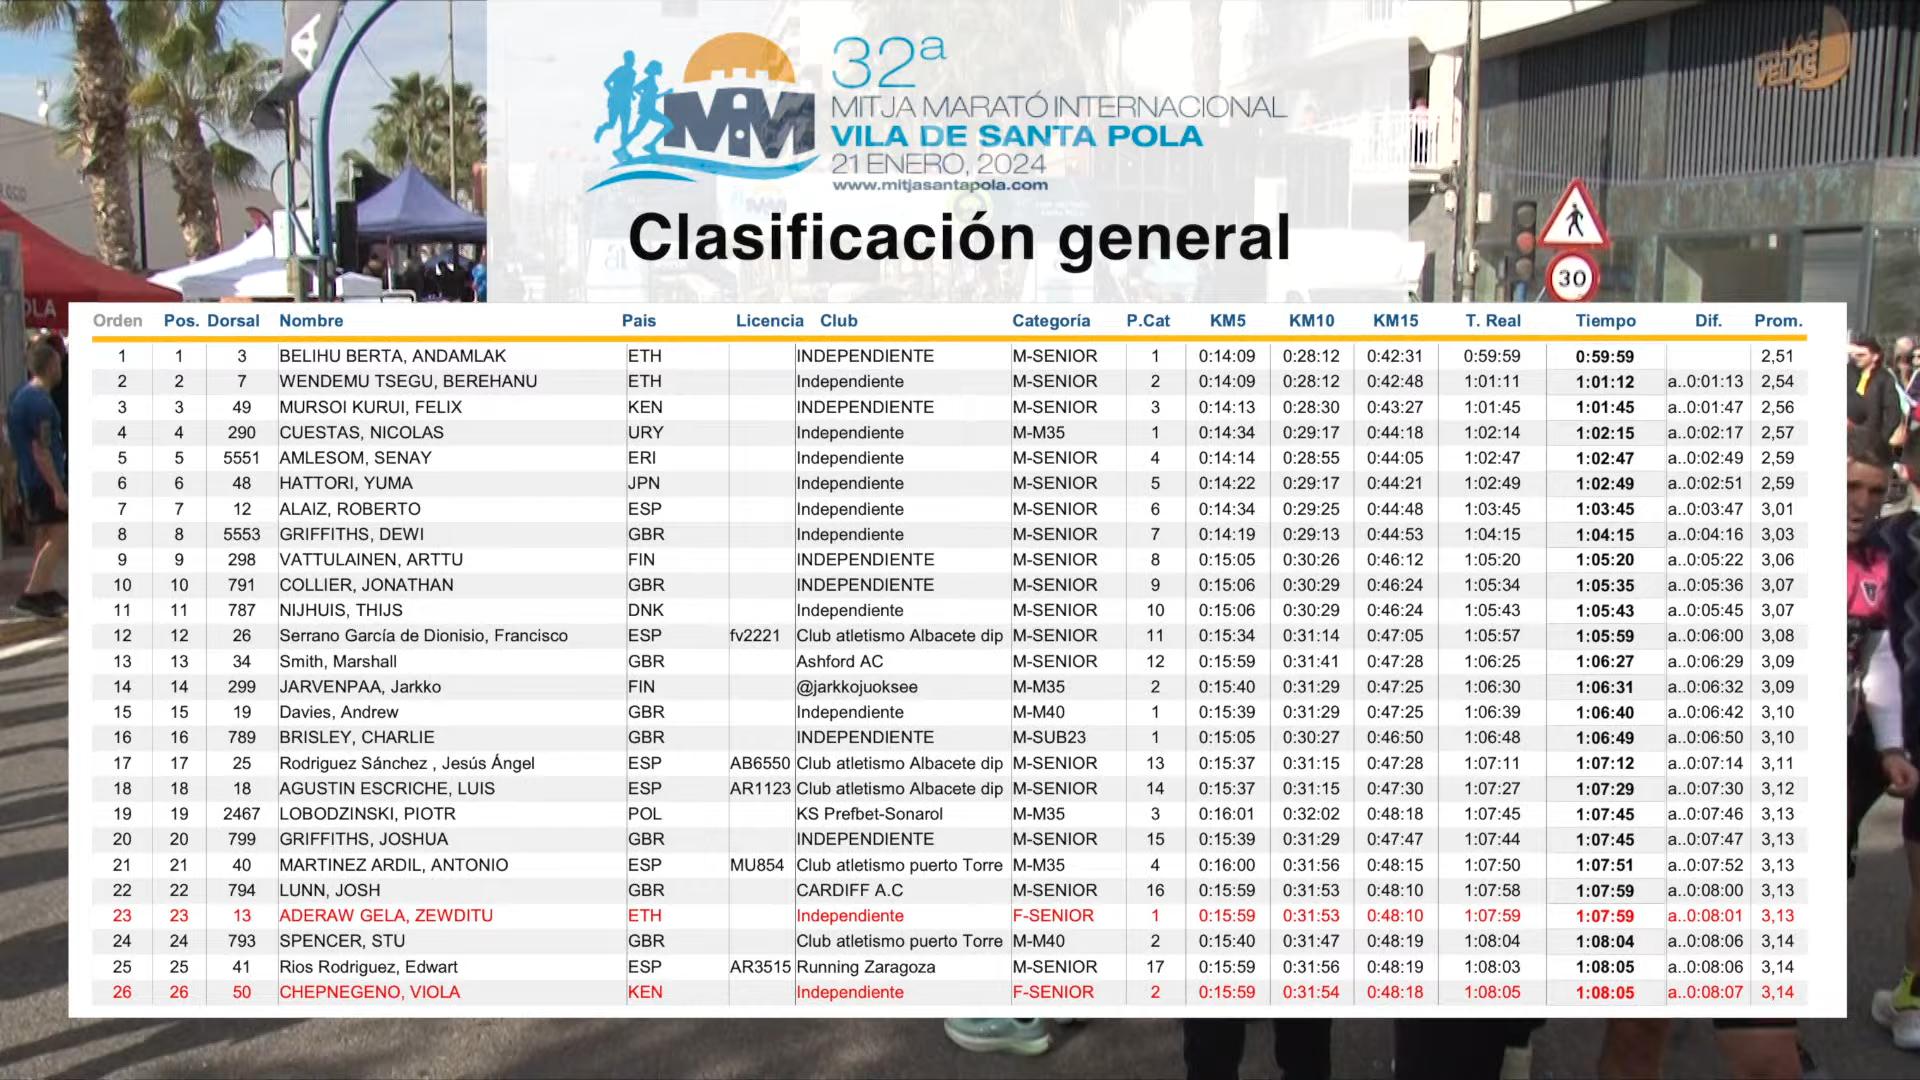 32ª
MITJA MARATÓ INTERNACIONAL
VILA DE SANTA POLA
21 ENERO, 2024
www.mitjasantapola.com
LAS VELAS
30
OLA
Clasificación general
Orden Pos. Dorsal Nombre Pais Licencia Club Categoría P.Cat KM5 KM10 KM15 T. Real Tiempo Dif. Prom.
1 1 3 BELIHU BERTA, ANDAMLAK ETH INDEPENDIENTE M-SENIOR 1 0:14:09 0:28:12 0:42:31 0:59:59 0:59:59 2,51
2 2 7 WENDEMU TSEGU, BEREHANU ETH Independiente M-SENIOR 2 0:14:09 0:28:12 0:42:48 1:01:11 1:01:12 a..0:01:13 2,54
3 3 49 MURSOI KURUI, FELIX KEN INDEPENDIENTE M-SENIOR 3 0:14:13 0:28:30 0:43:27 1:01:45 1:01:45 a..0:01:47 2,56
4 4 290 CUESTAS, NICOLAS URY Independiente M-M35 1 0:14:34 0:29:17 0:44:18 1:02:14 1:02:15 a..0:02:17 2,57
5 5 5551 AMLESOM, SENAY ERI Independiente M-SENIOR 4 0:14:14 0:28:55 0:44:05 1:02:47 1:02:47 a..0:02:49 2,59
6 6 48 HATTORI, YUMA JPN Independiente M-SENIOR 5 0:14:22 0:29:17 0:44:21 1:02:49 1:02:49 a..0:02:51 2,59
7 7 12 ALAIZ, ROBERTO ESP Independiente M-SENIOR 6 0:14:34 0:29:25 0:44:48 1:03:45 1:03:45 a..0:03:47 3,01
8 8 5553 GRIFFITHS, DEWI GBR Independiente M-SENIOR 7 0:14:19 0:29:13 0:44:53 1:04:15 1:04:15 a..0:04:16 3,03
9 9 298 VATTULAINEN, ARTTU FIN INDEPENDIENTE M-SENIOR 8 0:15:05 0:30:26 0:46:12 1:05:20 1:05:20 a..0:05:22 3,06
10 10 791 COLLIER, JONATHAN GBR INDEPENDIENTE M-SENIOR 9 0:15:06 0:30:29 0:46:24 1:05:34 1:05:35 a..0:05:36 3,07
11 11 787 NIJHUIS, THIJS DNK Independiente M-SENIOR 10 0:15:06 0:30:29 0:46:24 1:05:43 1:05:43 a..0:05:45 3,07
12 12 26 Serrano García de Dionisio, Francisco ESP fv2221 Club atletismo Albacete dip M-SENIOR 11 0:15:34 0:31:14 0:47:05 1:05:57 1:05:59 a..0:06:00 3,08
13 13 34 Smith, Marshall GBR Ashford AC M-SENIOR 12 0:15:59 0:31:41 0:47:28 1:06:25 1:06:27 a..0:06:29 3,09
14 14 299 JARVENPAA, Jarkko FIN @jarkkojuoksee M-M35 2 0:15:40 0:31:29 0:47:25 1:06:30 1:06:31 a..0:06:32 3,09
15 15 19 Davies, Andrew GBR Independiente M-M40 1 0:15:39 0:31:29 0:47:25 1:06:39 1:06:40 a..0:06:42 3,10
16 16 789 BRISLEY, CHARLIE GBR INDEPENDIENTE M-SUB23 1 0:15:05 0:30:27 0:46:50 1:06:48 1:06:49 a..0:06:50 3,10
17 17 25 Rodriguez Sánchez , Jesús Ángel ESP AB6550 Club atletismo Albacete dip M-SENIOR 13 0:15:37 0:31:15 0:47:28 1:07:11 1:07:12 a..0:07:14 3,11
18 18 18 AGUSTIN ESCRICHE, LUIS ESP AR1123 Club atletismo Albacete dip M-SENIOR 14 0:15:37 0:31:15 0:47:30 1:07:27 1:07:29 a..0:07:30 3,12
19 19 2467 LOBODZINSKI, PIOTR POL KS Prefbet-Sonarol M-M35 3 0:16:01 0:32:02 0:48:18 1:07:45 1:07:45 a..0:07:46 3,13
20 20 799 GRIFFITHS, JOSHUA GBR INDEPENDIENTE M-SENIOR 15 0:15:39 0:31:29 0:47:47 1:07:44 1:07:45 a..0:07:47 3,13
21 21 40 MARTINEZ ARDIL, ANTONIO ESP MU854 Club atletismo puerto Torre M-M35 4 0:16:00 0:31:56 0:48:15 1:07:50 1:07:51 a..0:07:52 3,13
22 22 794 LUNN, JOSH GBR CARDIFF A.C M-SENIOR 16 0:15:59 0:31:53 0:48:10 1:07:58 1:07:59 a..0:08:00 3,13
23 23 13 ADERAW GELA, ZEWDITU ETH Independiente F-SENIOR 1 0:15:59 0:31:53 0:48:10 1:07:59 1:07:59 a..0:08:01 3,13
24 24 793 SPENCER, STU GBR Club atletismo puerto Torre M-M40 2 0:15:40 0:31:47 0:48:19 1:08:04 1:08:04 a..0:08:06 3,14
25 25 41 Rios Rodriguez, Edwart ESP AR3515 Running Zaragoza M-SENIOR 17 0:15:59 0:31:56 0:48:19 1:08:03 1:08:05 a..0:08:06 3,14
26 26 50 CHEPNEGENO, VIOLA KEN Independiente F-SENIOR 2 0:15:59 0:31:54 0:48:18 1:08:05 1:08:05 a..0:08:07 3,14